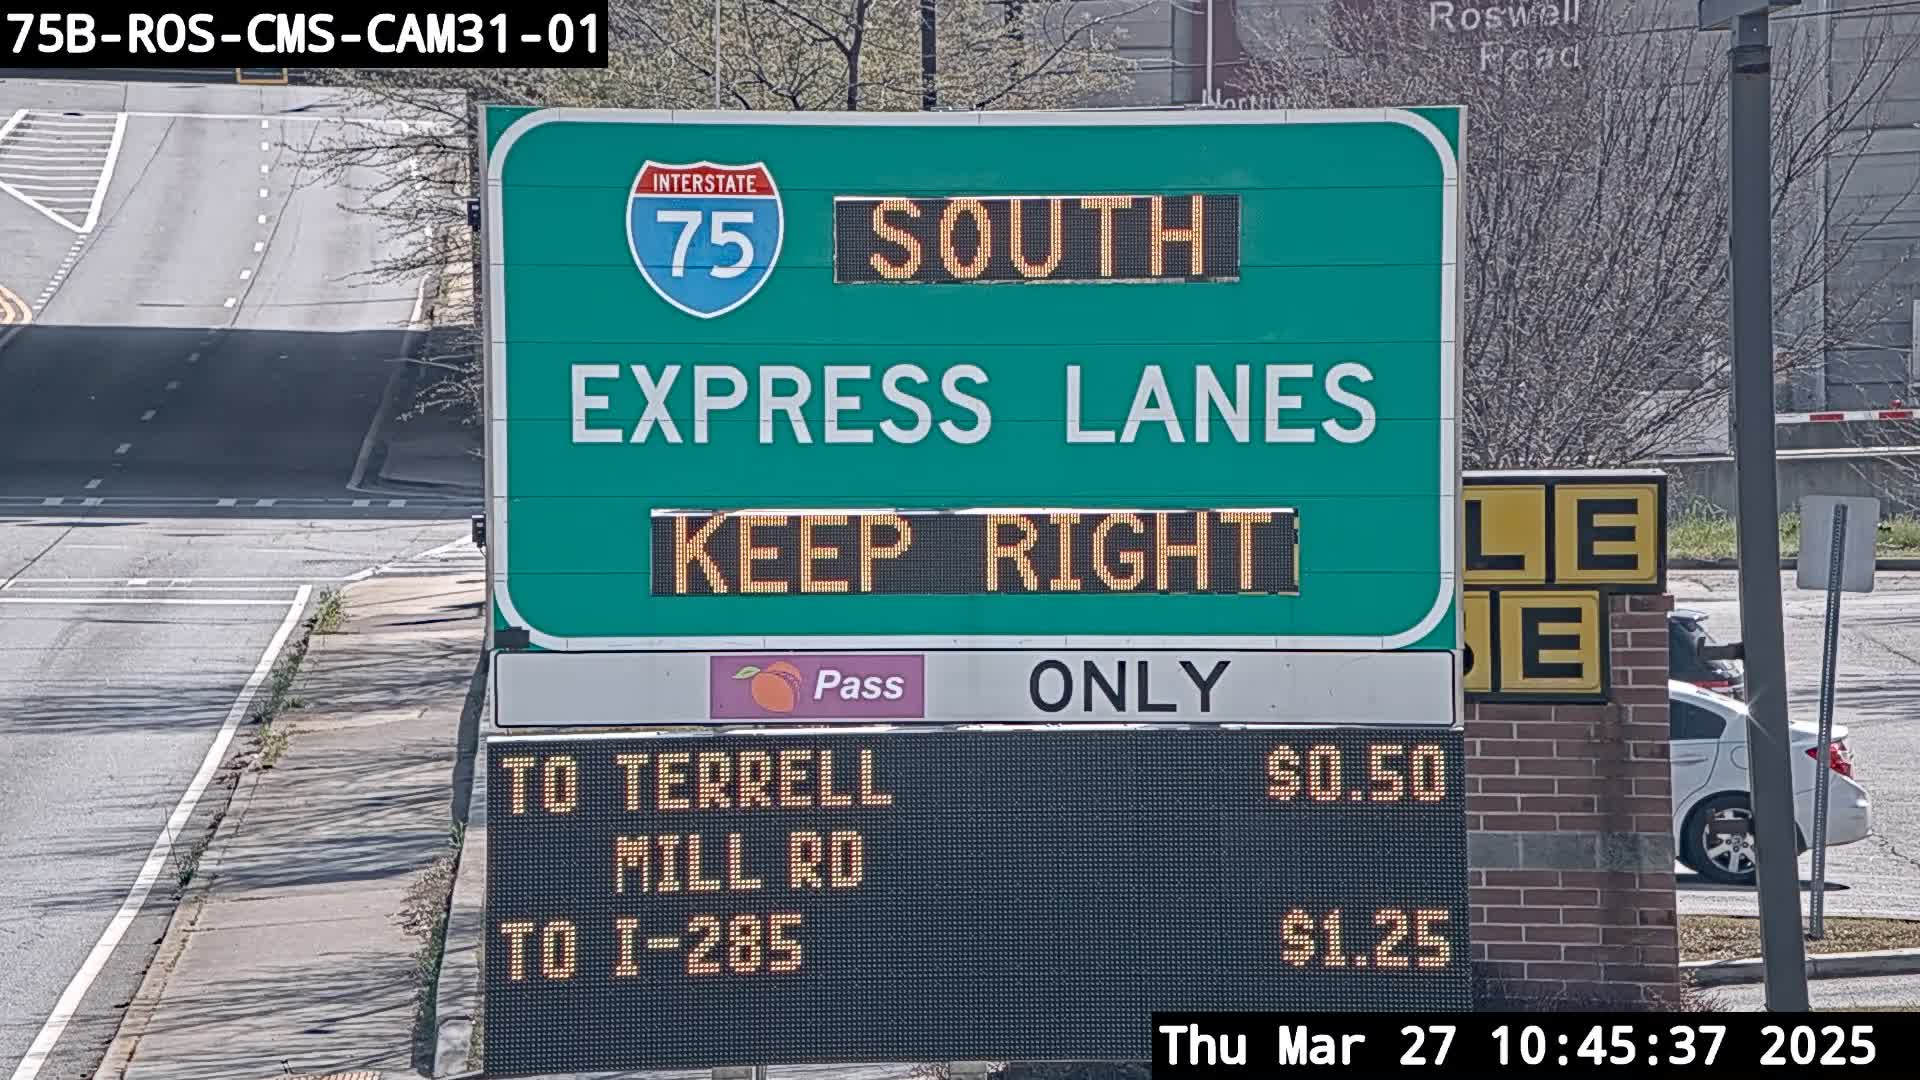 75B-ROS-CMS-CAM31-01
Roswell
Road
INTERSTATE
75
SOUTH
EXPRESS LANES
KEEP RIGHT
Pass ONLY
TO TERRELL $0.50
MILL RD
TO I-285 $1.25
LE
E
Thu Mar 27 10:45:37 2025